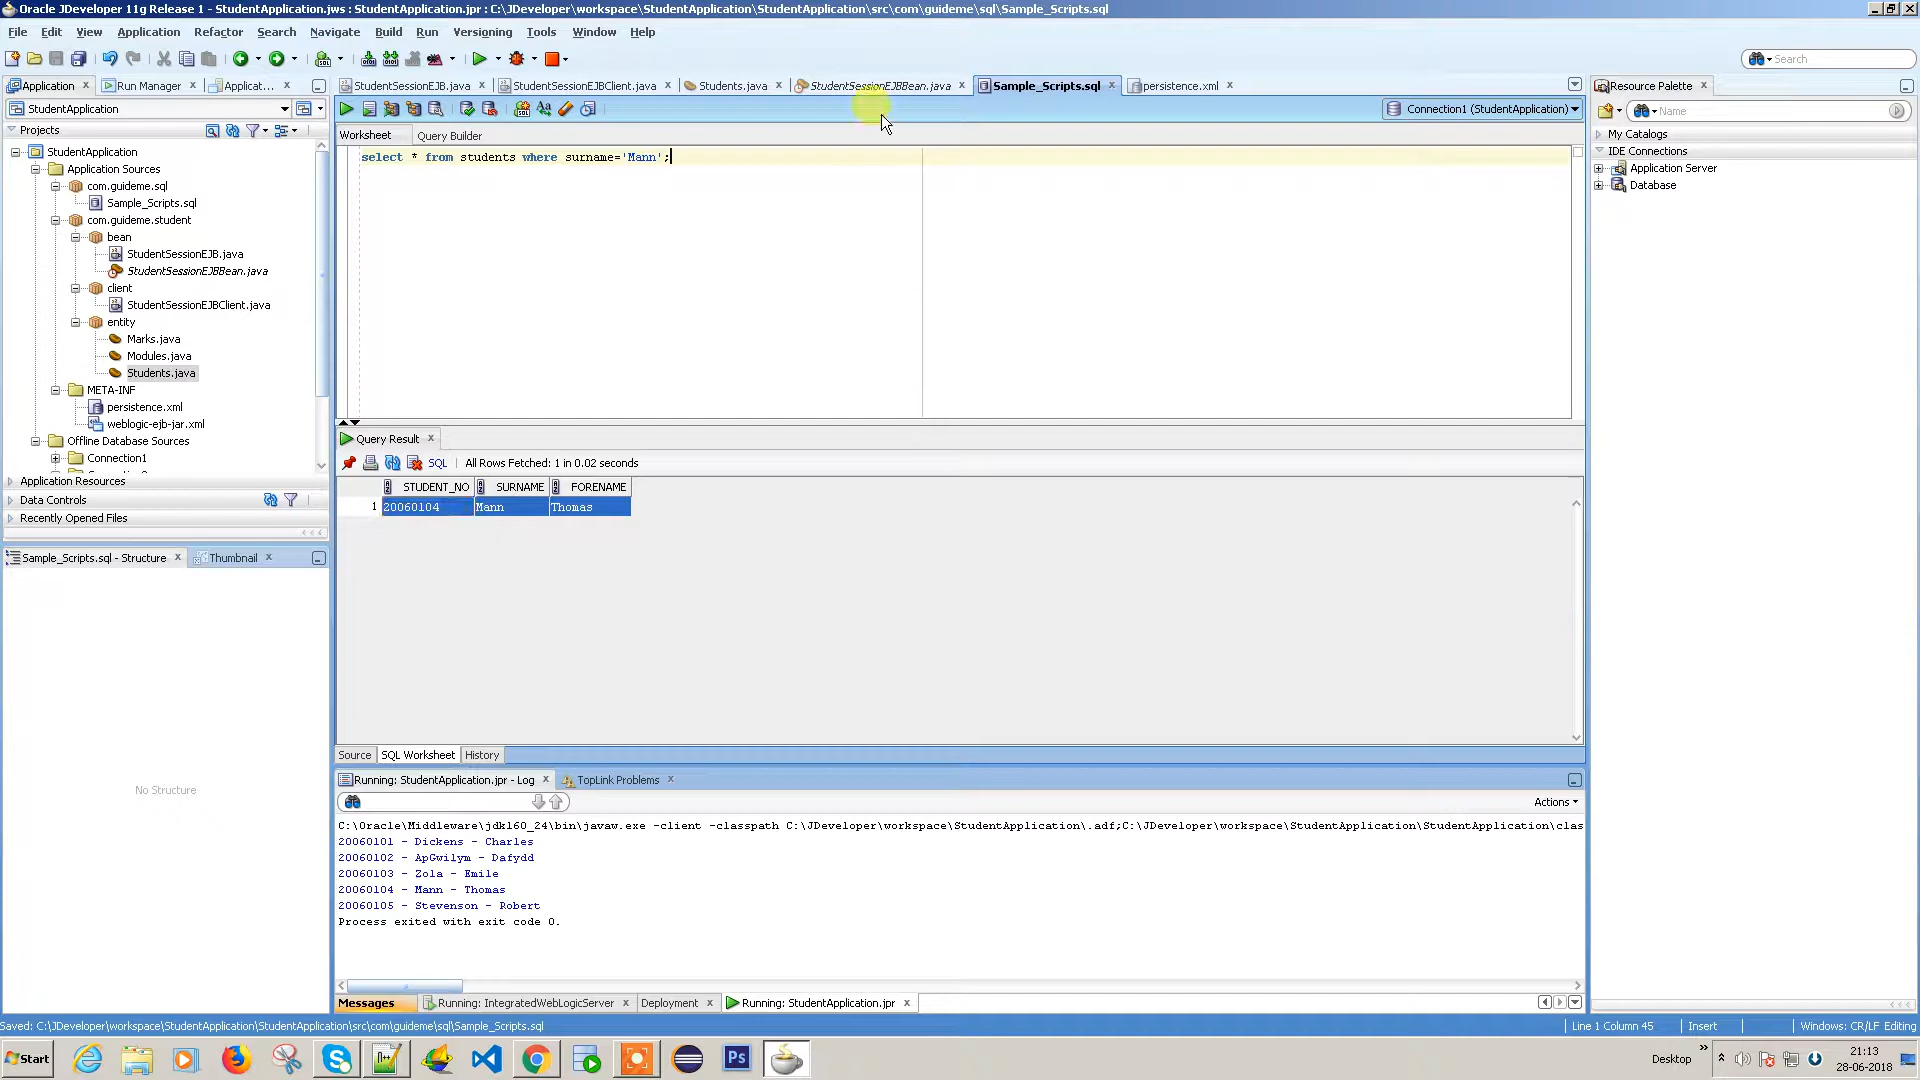 Oracle JDeveloper 11g Release 1 - StudentApplication.jws : StudentApplication.jpr : C:\JDeveloper\workspace\StudentApplication\StudentApplication\src\com\guideme\sql\Sample_Scripts.sql
File Edit View Application Refactor Search Navigate Build Run Versioning Tools Window Help
Search
Application Run Manager Applicat...
StudentSessionEJB.java StudentSessionEJBClient.java Students.java StudentSessionEJBBean.java Sample_Scripts.sql persistence.xml
Resource Palette
StudentApplication
Connection1 (StudentApplication)
Name
Projects
Worksheet Query Builder
My Catalogs
IDE Connections
Application Server
Database
StudentApplication
Application Sources
com.guideme.sql
Sample_Scripts.sql
com.guideme.student
bean
StudentSessionEJB.java
StudentSessionEJBBean.java
client
StudentSessionEJBClient.java
entity
Marks.java
Modules.java
Students.java
META-INF
persistence.xml
weblogic-ejb-jar.xml
Offline Database Sources
Connection1
Application Resources
Data Controls
Recently Opened Files
select * from students where surname='Mann';
Query Result
SQL All Rows Fetched: 1 in 0.02 seconds
STUDENT_NO SURNAME FORENAME
1 20060104 Mann Thomas
Sample_Scripts.sql - Structure Thumbnail
No Structure
Source SQL Worksheet History
Running: StudentApplication.jpr - Log TopLink Problems
Actions
C:\Oracle\Middleware\jdk160_24\bin\javaw.exe -client -classpath C:\JDeveloper\workspace\StudentApplication\.adf;C:\JDeveloper\workspace\StudentApplication\StudentApplication\clas
20060101 - Dickens - Charles
20060102 - ApGwilym - Dafydd
20060103 - Zola - Emile
20060104 - Mann - Thomas
20060105 - Stevenson - Robert
Process exited with exit code 0.
Messages Running: IntegratedWebLogicServer Deployment Running: StudentApplication.jpr
Saved: C:\JDeveloper\workspace\StudentApplication\StudentApplication\src\com\guideme\sql\Sample_Scripts.sql
Line 1 Column 45 Insert Windows: CR/LF Editing
Start
Ps
Desktop
21:13
28-06-2018